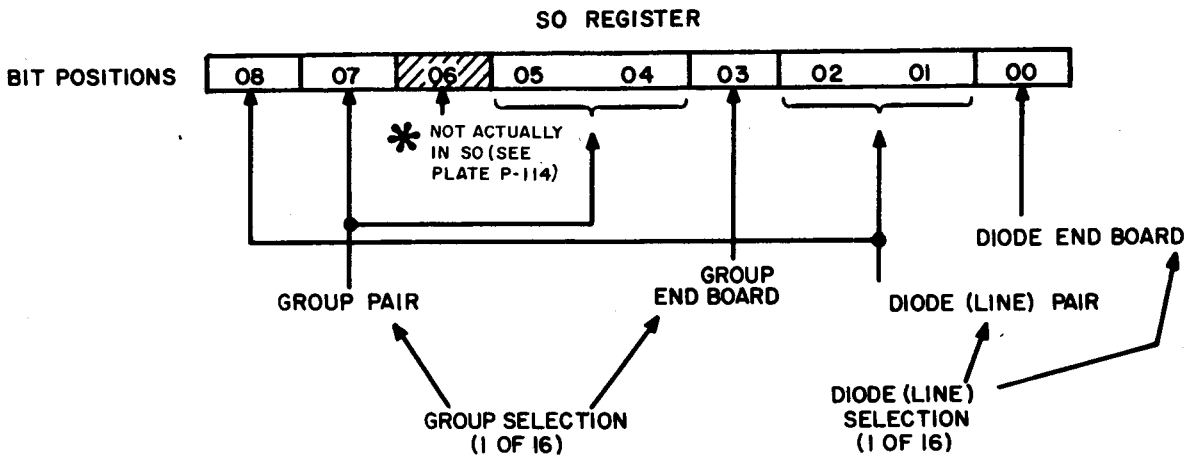 SO REGISTER
BIT POSITIONS 08 07 06 05 04 03 02 01 00
* NOT ACTUALLY
IN SO (SEE
PLATE P-114)
DIODE END BOARD
GROUP
END BOARD
GROUP PAIR
DIODE (LINE) PAIR
GROUP SELECTION
(1 OF 16)
DIODE (LINE)
SELECTION
(1 OF 16)